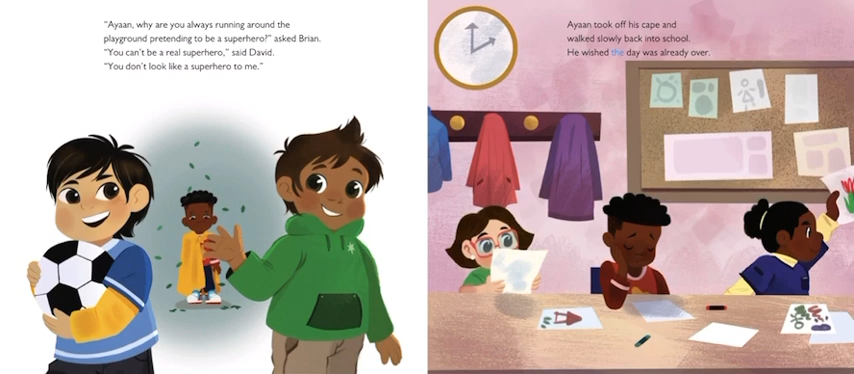 “Ayaan, why are you always running around the
playground pretending to be a superhero?” asked Brian.
“You can’t be a real superhero,” said David.
“You don’t look like a superhero to me.”
Ayaan took off his cape and
walked slowly back into school.
He wished the day was already over.